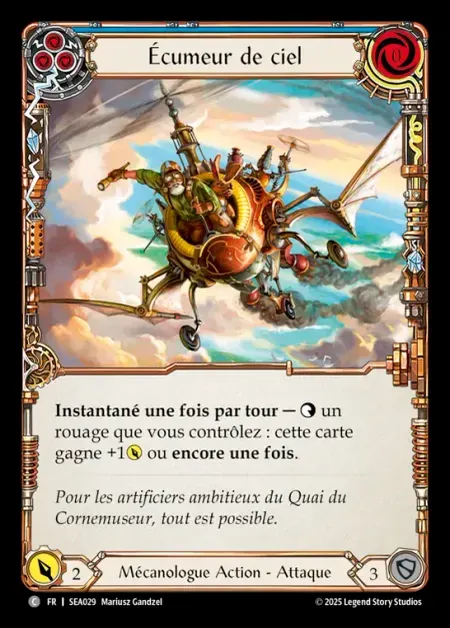 Écumeur de ciel
0
Instantané une fois par tour — un
rouage que vous contrôlez : cette carte
gagne +1 ou encore une fois.
Pour les artificiers ambitieux du Quai du
Cornemuseur, tout est possible.
2
Mécanologue Action - Attaque
3
C FR | SEA029 Mariusz Gandzel
© 2025 Legend Story Studios